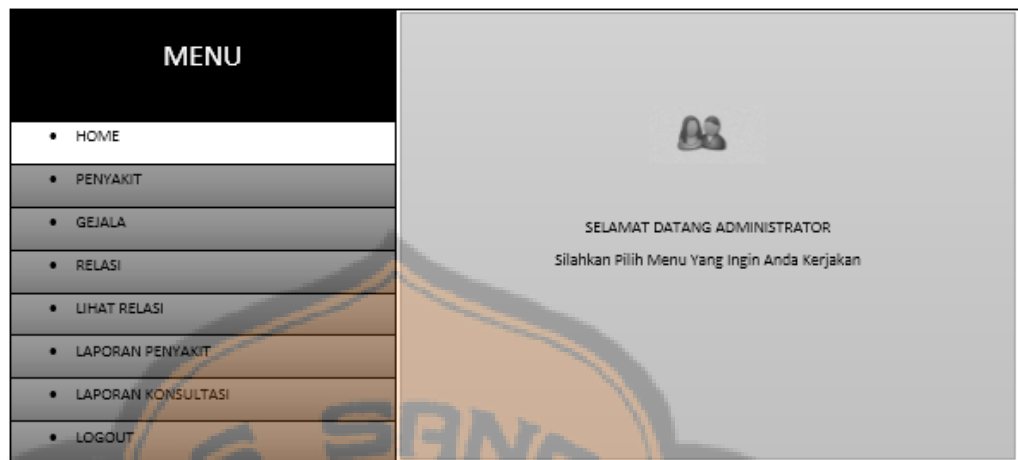 MENU
• HOME
• PENYAKIT
• GEJALA
• RELASI
• LIHAT RELASI
• LAPORAN PENYAKIT
• LAPORAN KONSULTASI
• LOGOUT
SELAMAT DATANG ADMINISTRATOR
Silahkan Pilih Menu Yang Ingin Anda Kerjakan